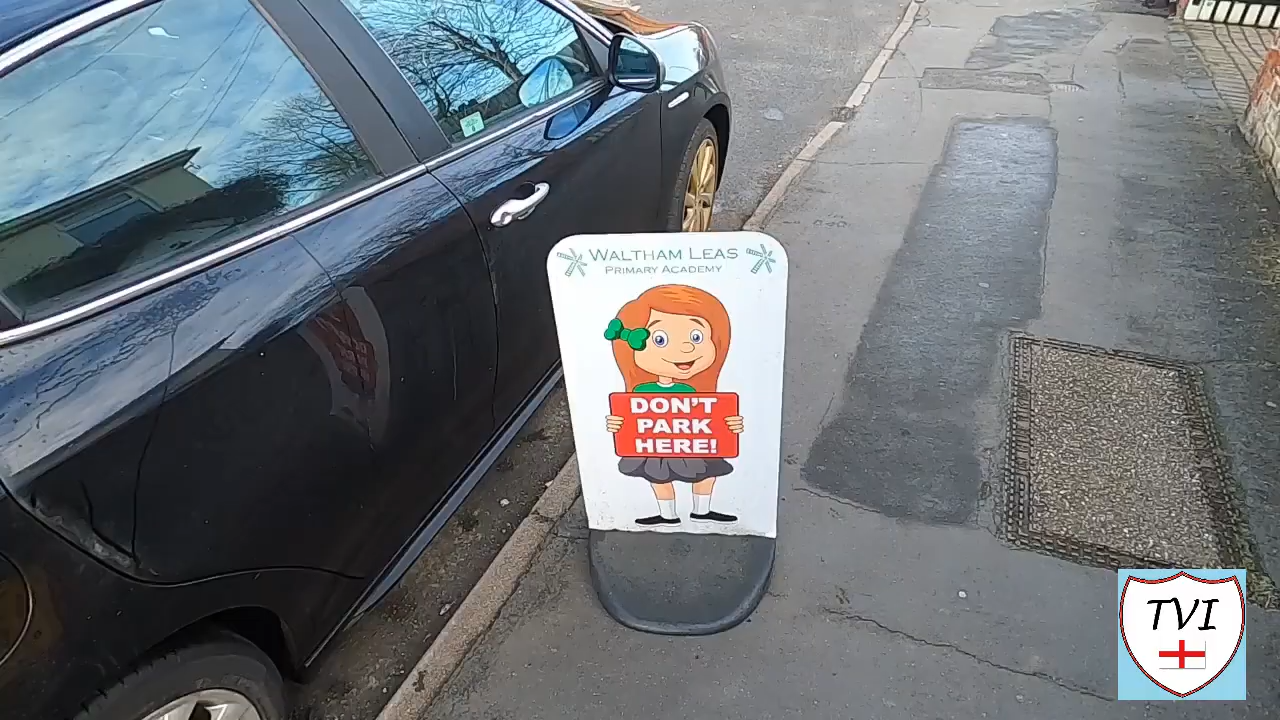 WALTHAM LEAS
PRIMARY ACADEMY
DON'T
PARK
HERE!
TVI